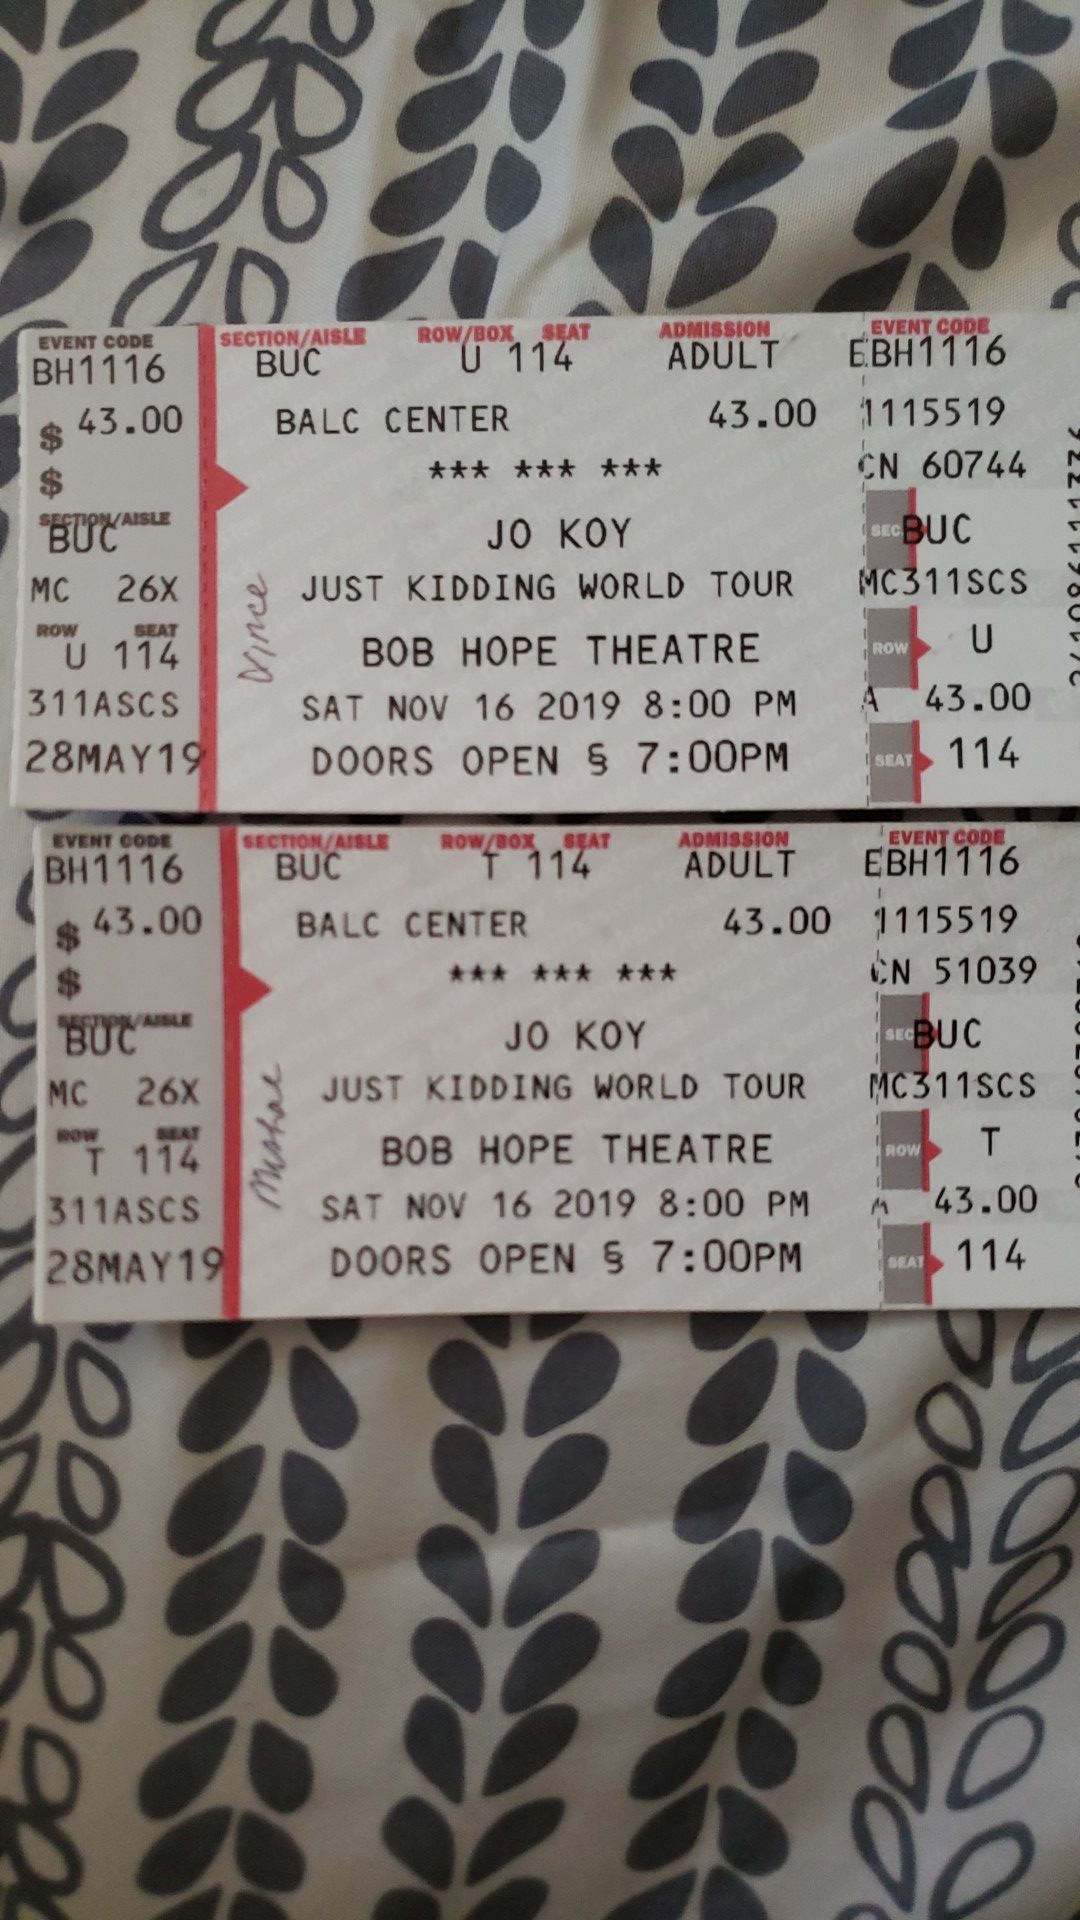 EVENT CODE SECTION/AISLE ROW/BOX SEAT ADMISSION EVENT CODE
BH1116 BUC U 114 ADULT EBH1116
$ 43.00 BALC CENTER 43.00 1115519
$ *** *** *** CN 60744
SECTION/AISLE
BUC JO KOY SEC BUC
MC 26X JUST KIDDING WORLD TOUR MC311SCS
ROW SEAT
U 114 BOB HOPE THEATRE ROW U
311ASCS SAT NOV 16 2019 8:00 PM A 43.00
28MAY19 DOORS OPEN § 7:00PM SEAT 114
Vince
EVENT CODE SECTION/AISLE ROW/BOX SEAT ADMISSION EVENT CODE
BH1116 BUC T 114 ADULT EBH1116
$ 43.00 BALC CENTER 43.00 1115519
$ *** *** *** CN 51039
SECTION/AISLE
BUC JO KOY SEC BUC
MC 26X JUST KIDDING WORLD TOUR MC311SCS
ROW SEAT
T 114 BOB HOPE THEATRE ROW T
311ASCS SAT NOV 16 2019 8:00 PM A 43.00
28MAY19 DOORS OPEN § 7:00PM SEAT 114